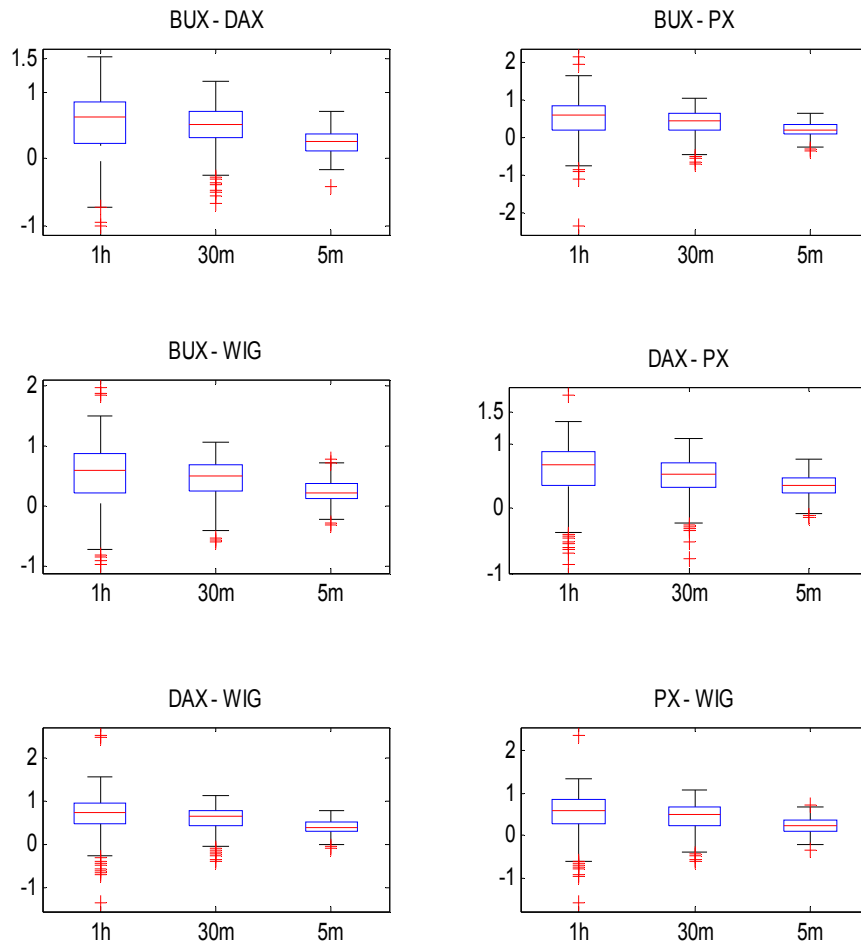 BUX - DAX
1.5
1
0
-1
1h 30m 5m
BUX - PX
2
1
0
-1
-2
1h 30m 5m
BUX - WIG
2
1
0
-1
1h 30m 5m
DAX - PX
1.5
1
0
-1
1h 30m 5m
DAX - WIG
2
1
0
-1
1h 30m 5m
PX - WIG
2
1
0
-1
1h 30m 5m